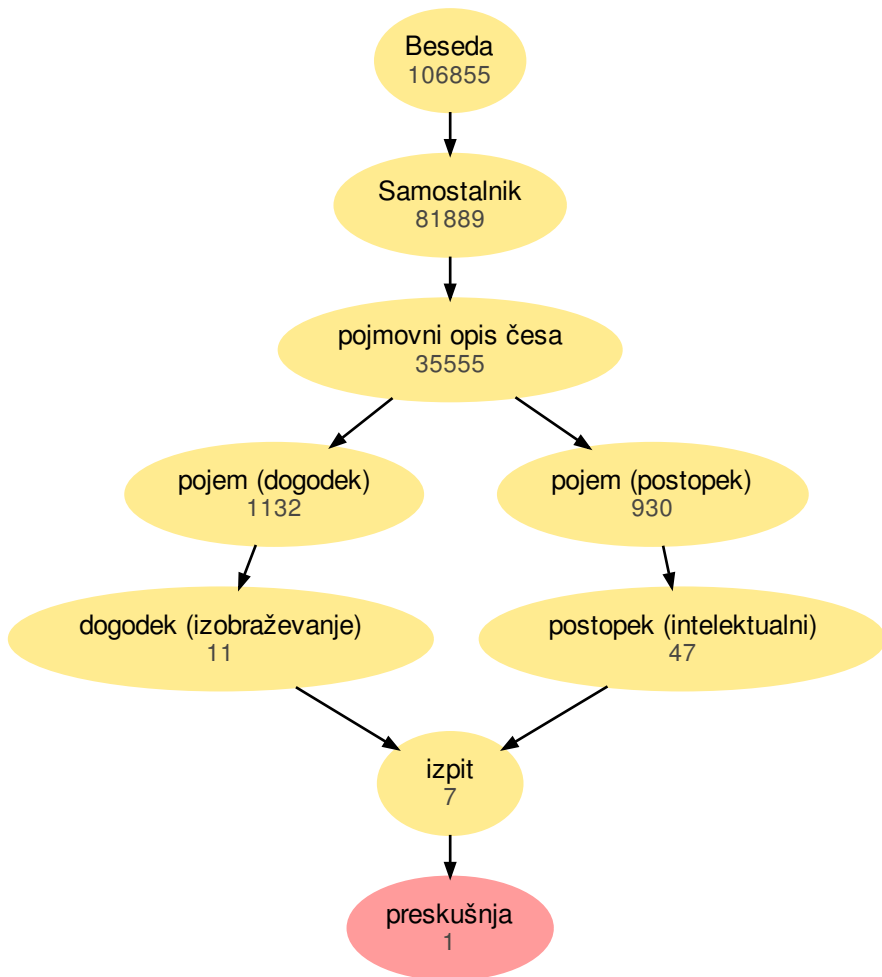 Beseda
106855
Samostalnik
81889
pojmovni opis česa
35555
pojem (dogodek)
1132
pojem (postopek)
930
dogodek (izobraževanje)
11
postopek (intelektualni)
47
izpit
7
preskušnja
1